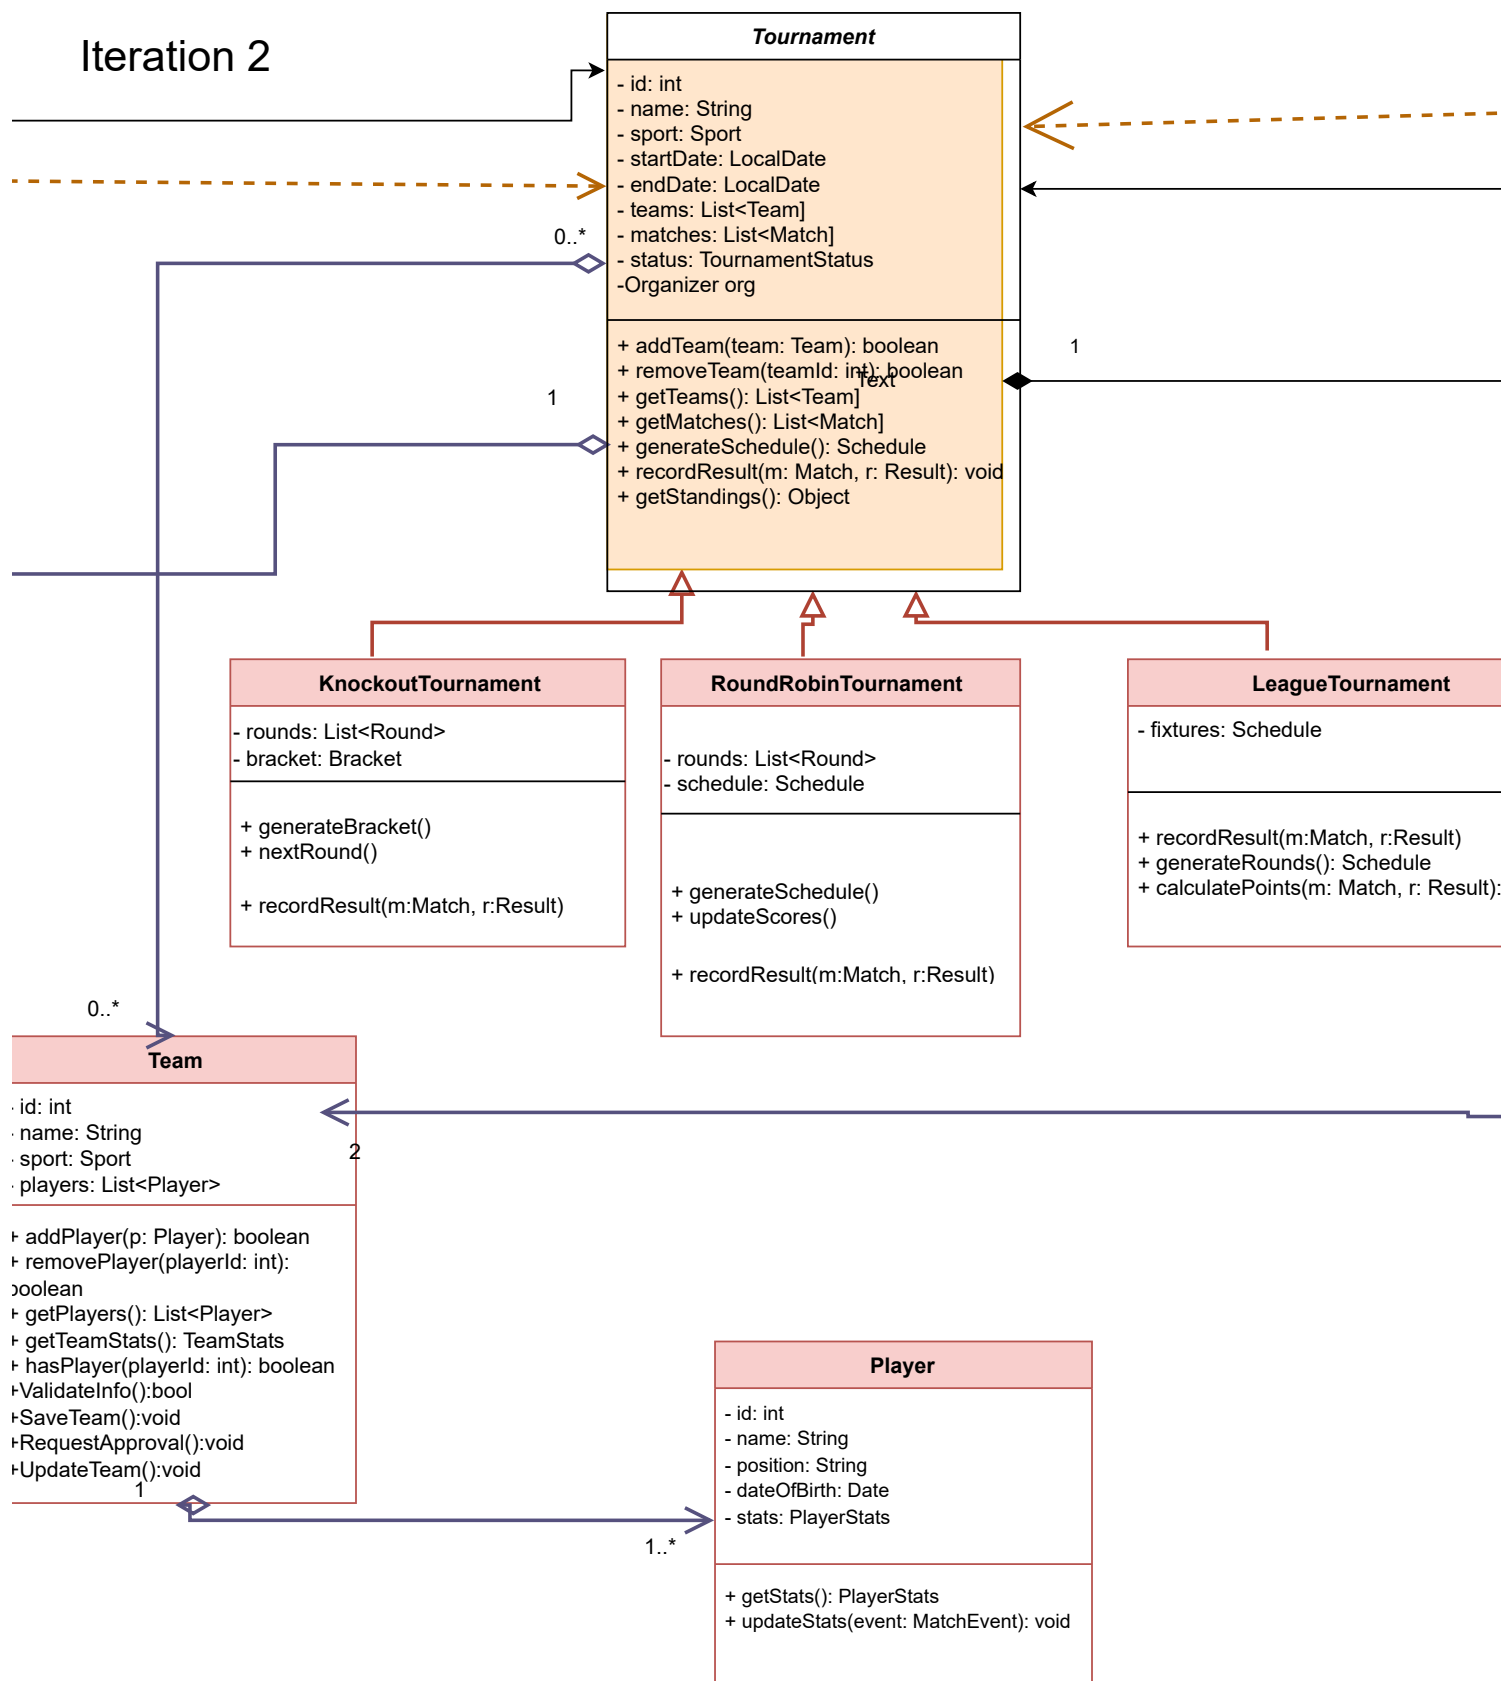 Iteration 2
Tournament
- id: int
- name: String
- sport: Sport
- startDate: LocalDate
- endDate: LocalDate
- teams: List<Team]
- matches: List<Match]
- status: TournamentStatus
-Organizer org
0..*
+ addTeam(team: Team): boolean
+ removeTeam(teamId: int): boolean
Text
+ getTeams(): List<Team]
+ getMatches(): List<Match]
+ generateSchedule(): Schedule
+ recordResult(m: Match, r: Result): void
+ getStandings(): Object
1
1
KnockoutTournament
- rounds: List<Round>
- bracket: Bracket
+ generateBracket()
+ nextRound()
+ recordResult(m:Match, r:Result)
RoundRobinTournament
- rounds: List<Round>
- schedule: Schedule
+ generateSchedule()
+ updateScores()
+ recordResult(m:Match, r:Result)
LeagueTournament
- fixtures: Schedule
+ recordResult(m:Match, r:Result)
+ generateRounds(): Schedule
+ calculatePoints(m: Match, r: Result):
0..*
Team
- id: int
- name: String
- sport: Sport
- players: List<Player>
2
+ addPlayer(p: Player): boolean
+ removePlayer(playerId: int):
boolean
+ getPlayers(): List<Player>
+ getTeamStats(): TeamStats
+ hasPlayer(playerId: int): boolean
+ValidateInfo():bool
+SaveTeam():void
+RequestApproval():void
+UpdateTeam():void
1
1..*
Player
- id: int
- name: String
- position: String
- dateOfBirth: Date
- stats: PlayerStats
+ getStats(): PlayerStats
+ updateStats(event: MatchEvent): void